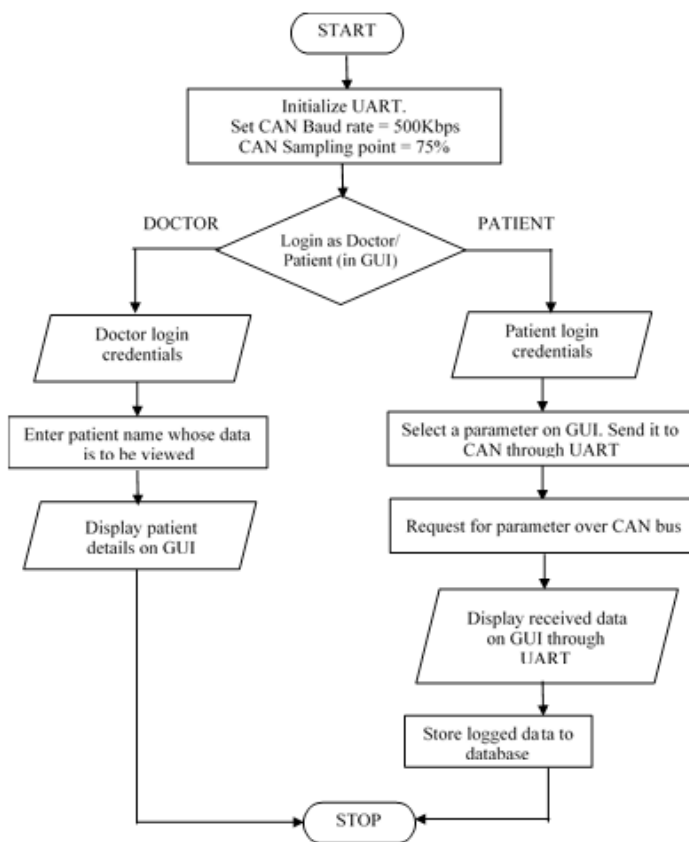 START
Initialize UART.
Set CAN Baud rate = 500Kbps
CAN Sampling point = 75%
DOCTOR
PATIENT
Login as Doctor/
Patient (in GUI)
Doctor login
credentials
Enter patient name whose data
is to be viewed
Display patient
details on GUI
Patient login
credentials
Select a parameter on GUI. Send it to
CAN through UART
Request for parameter over CAN bus
Display received data
on GUI through
UART
Store logged data to
database
STOP